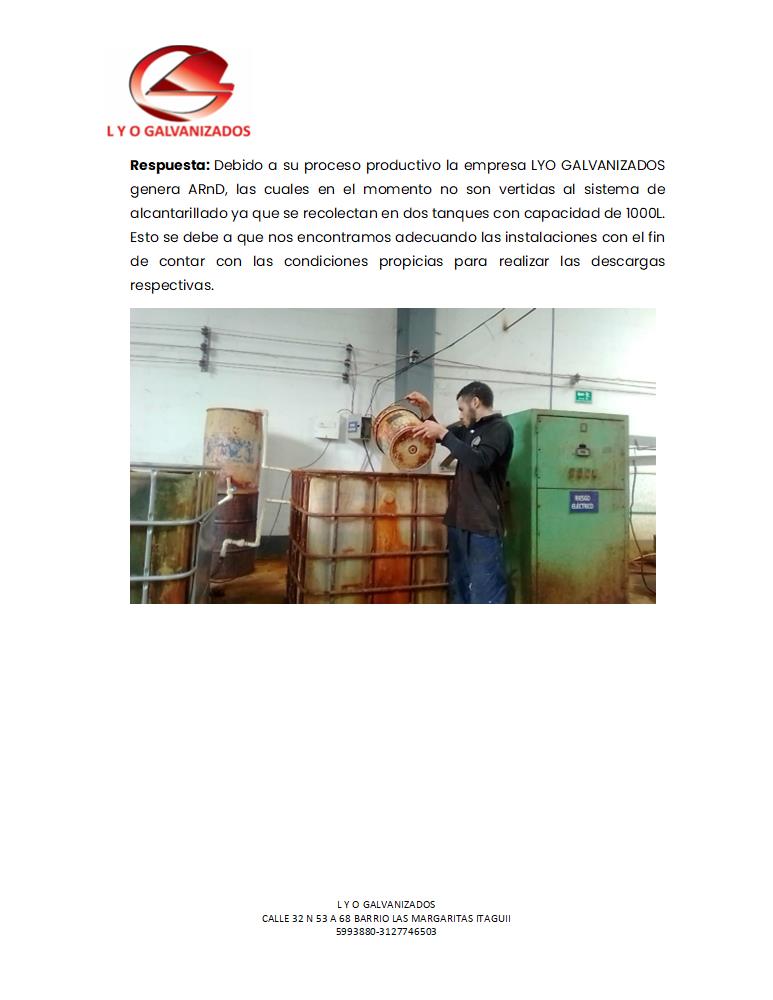 L Y O GALVANIZADOS
Respuesta: Debido a su proceso productivo la empresa LYO GALVANIZADOS
genera ARnD, las cuales en el momento no son vertidas al sistema de
alcantarillado ya que se recolectan en dos tanques con capacidad de 1000L.
Esto se debe a que nos encontramos adecuando las instalaciones con el fin
de contar con las condiciones propicias para realizar las descargas
respectivas.
RIESGO
ELÉCTRICO
L Y O GALVANIZADOS
CALLE 32 N 53 A 68 BARRIO LAS MARGARITAS ITAGUII
5993880-3127746503